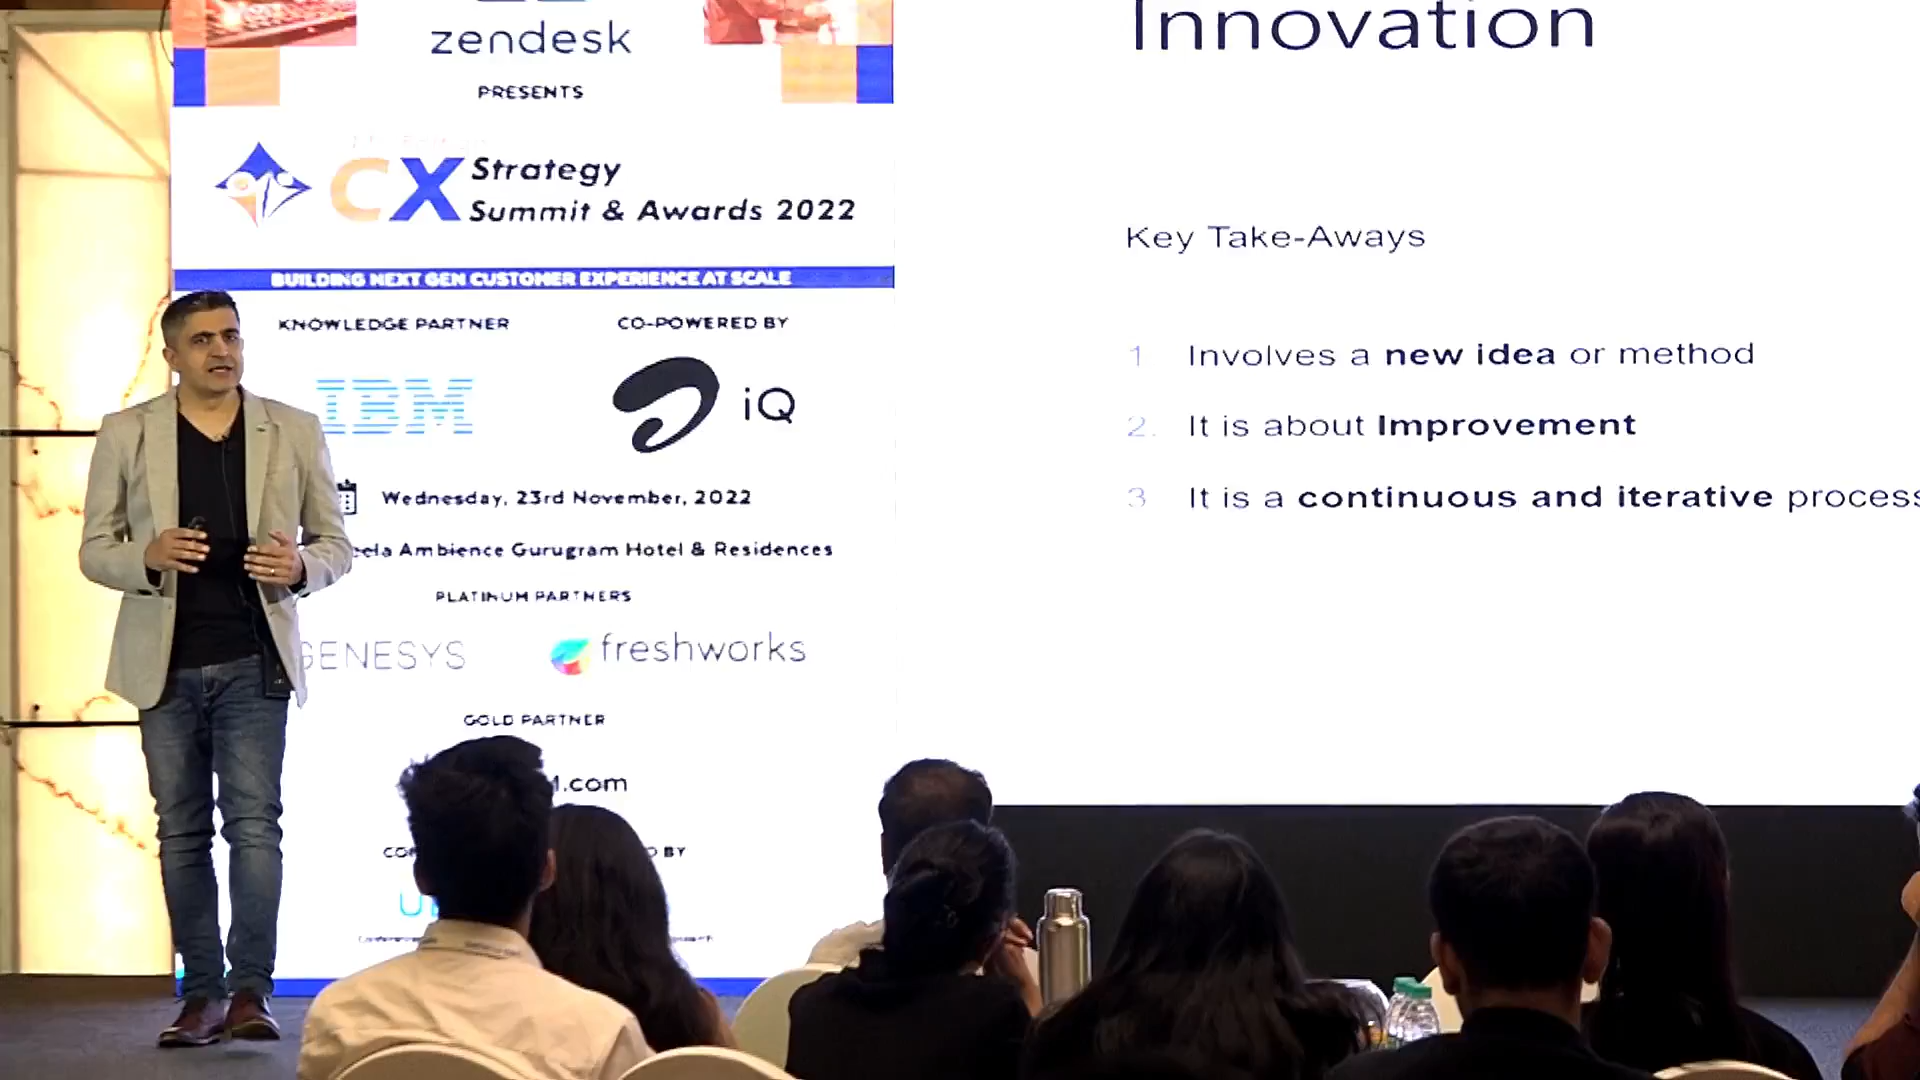 zendesk
PRESENTS
CX Strategy
Summit & Awards 2022
BUILDING NEXT GEN CUSTOMER EXPERIENCE AT SCALE
KNOWLEDGE PARTNER
CO-POWERED BY
IBM
iQ
Wednesday, 23rd November, 2022
Ambience Gurugram Hotel & Residences
PLATINUM PARTNERS
GENESYS
freshworks
GOLD PARTNER
.com
BY
Innovation
Key Take-Aways
1 Involves a new idea or method
2. It is about Improvement
3 It is a continuous and iterative process